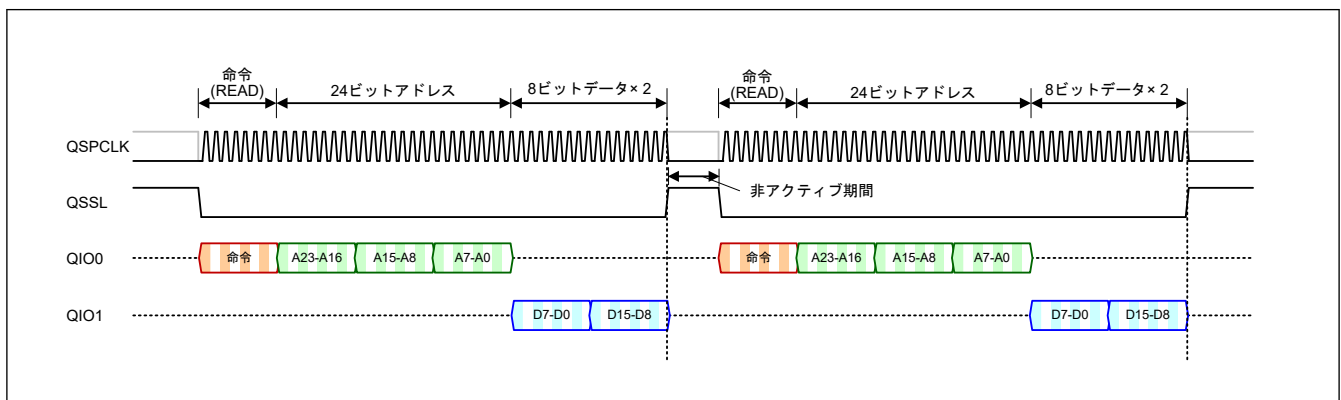 命令
(READ)
24ビットアドレス
8ビットデータ× 2
命令
(READ)
24ビットアドレス
8ビットデータ× 2
QSPCLK
非アクティブ期間
QSSL
QIO0
命令
A23-A16
A15-A8
A7-A0
命令
A23-A16
A15-A8
A7-A0
QIO1
D7-D0
D15-D8
D7-D0
D15-D8